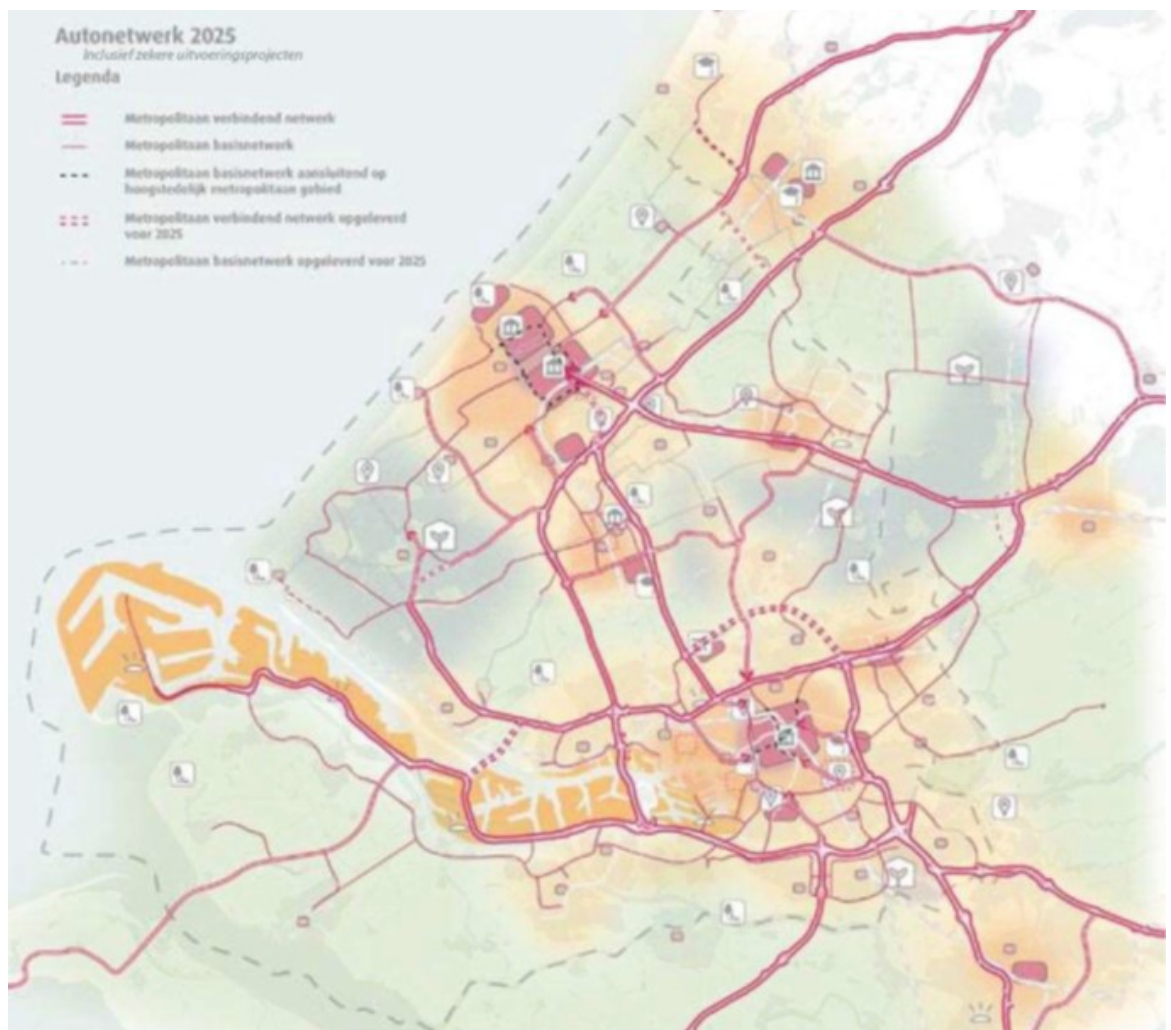 Autonetwerk 2025
Inclusief zekere uitvoeringsprojecten
Legenda
Metropolitaan verbindend netwerk
Metropolitaan basisnetwerk
Metropolitaan basisnetwerk aansluitend op
hoogstedelijk metropolitaan gebied
Metropolitaan verbindend netwerk opgeleverd
voor 2025
Metropolitaan basisnetwerk opgeleverd voor 2025